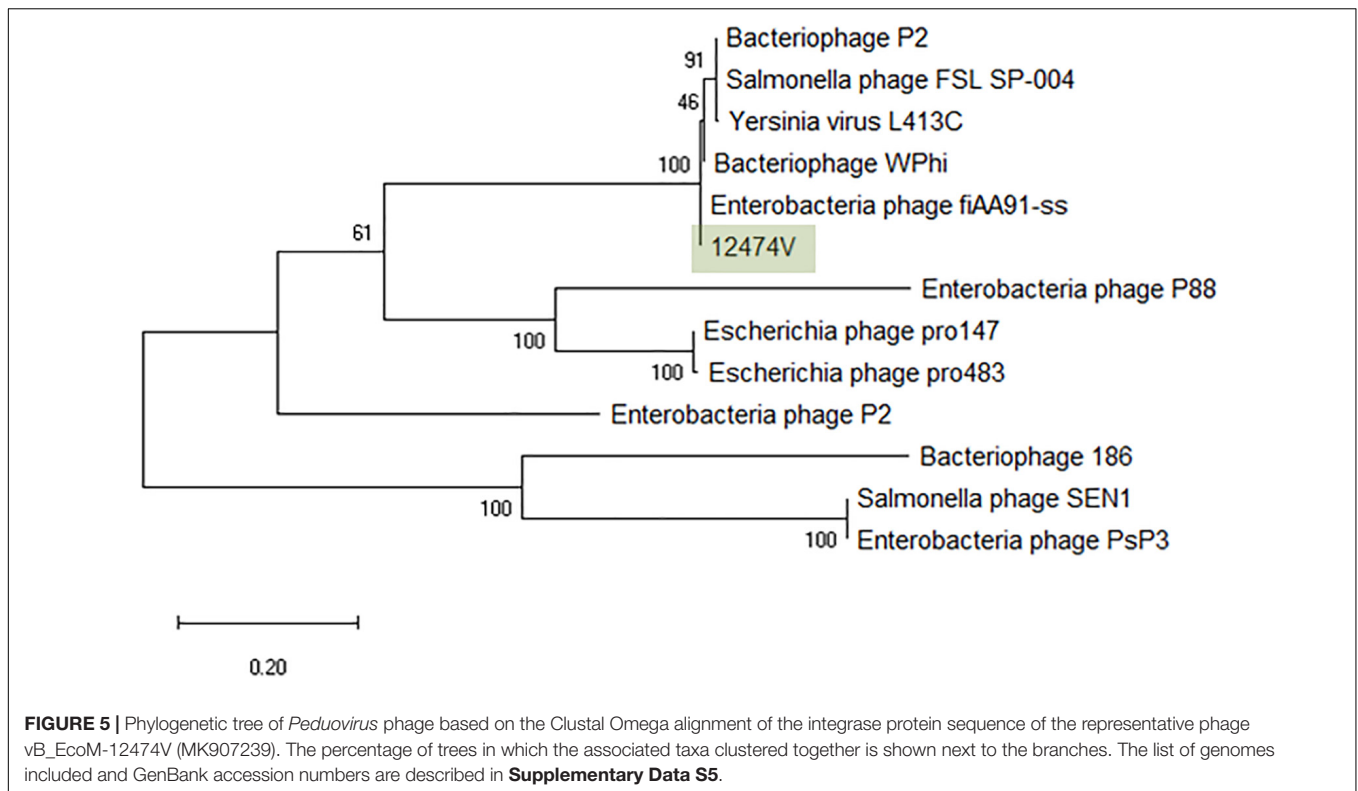 Bacteriophage P2
91
Salmonella phage FSL SP-004
46
Yersinia virus L413C
100
Bacteriophage WPhi
Enterobacteria phage fiAA91-ss
61
12474V
Enterobacteria phage P88
100
Escherichia phage pro147
100
Escherichia phage pro483
Enterobacteria phage P2
Bacteriophage 186
100
Salmonella phage SEN1
100
Enterobacteria phage PsP3
0.20
FIGURE 5 | Phylogenetic tree of Peduovirus phage based on the Clustal Omega alignment of the integrase protein sequence of the representative phage
vB_EcoM-12474V (MK907239). The percentage of trees in which the associated taxa clustered together is shown next to the branches. The list of genomes
included and GenBank accession numbers are described in Supplementary Data S5.